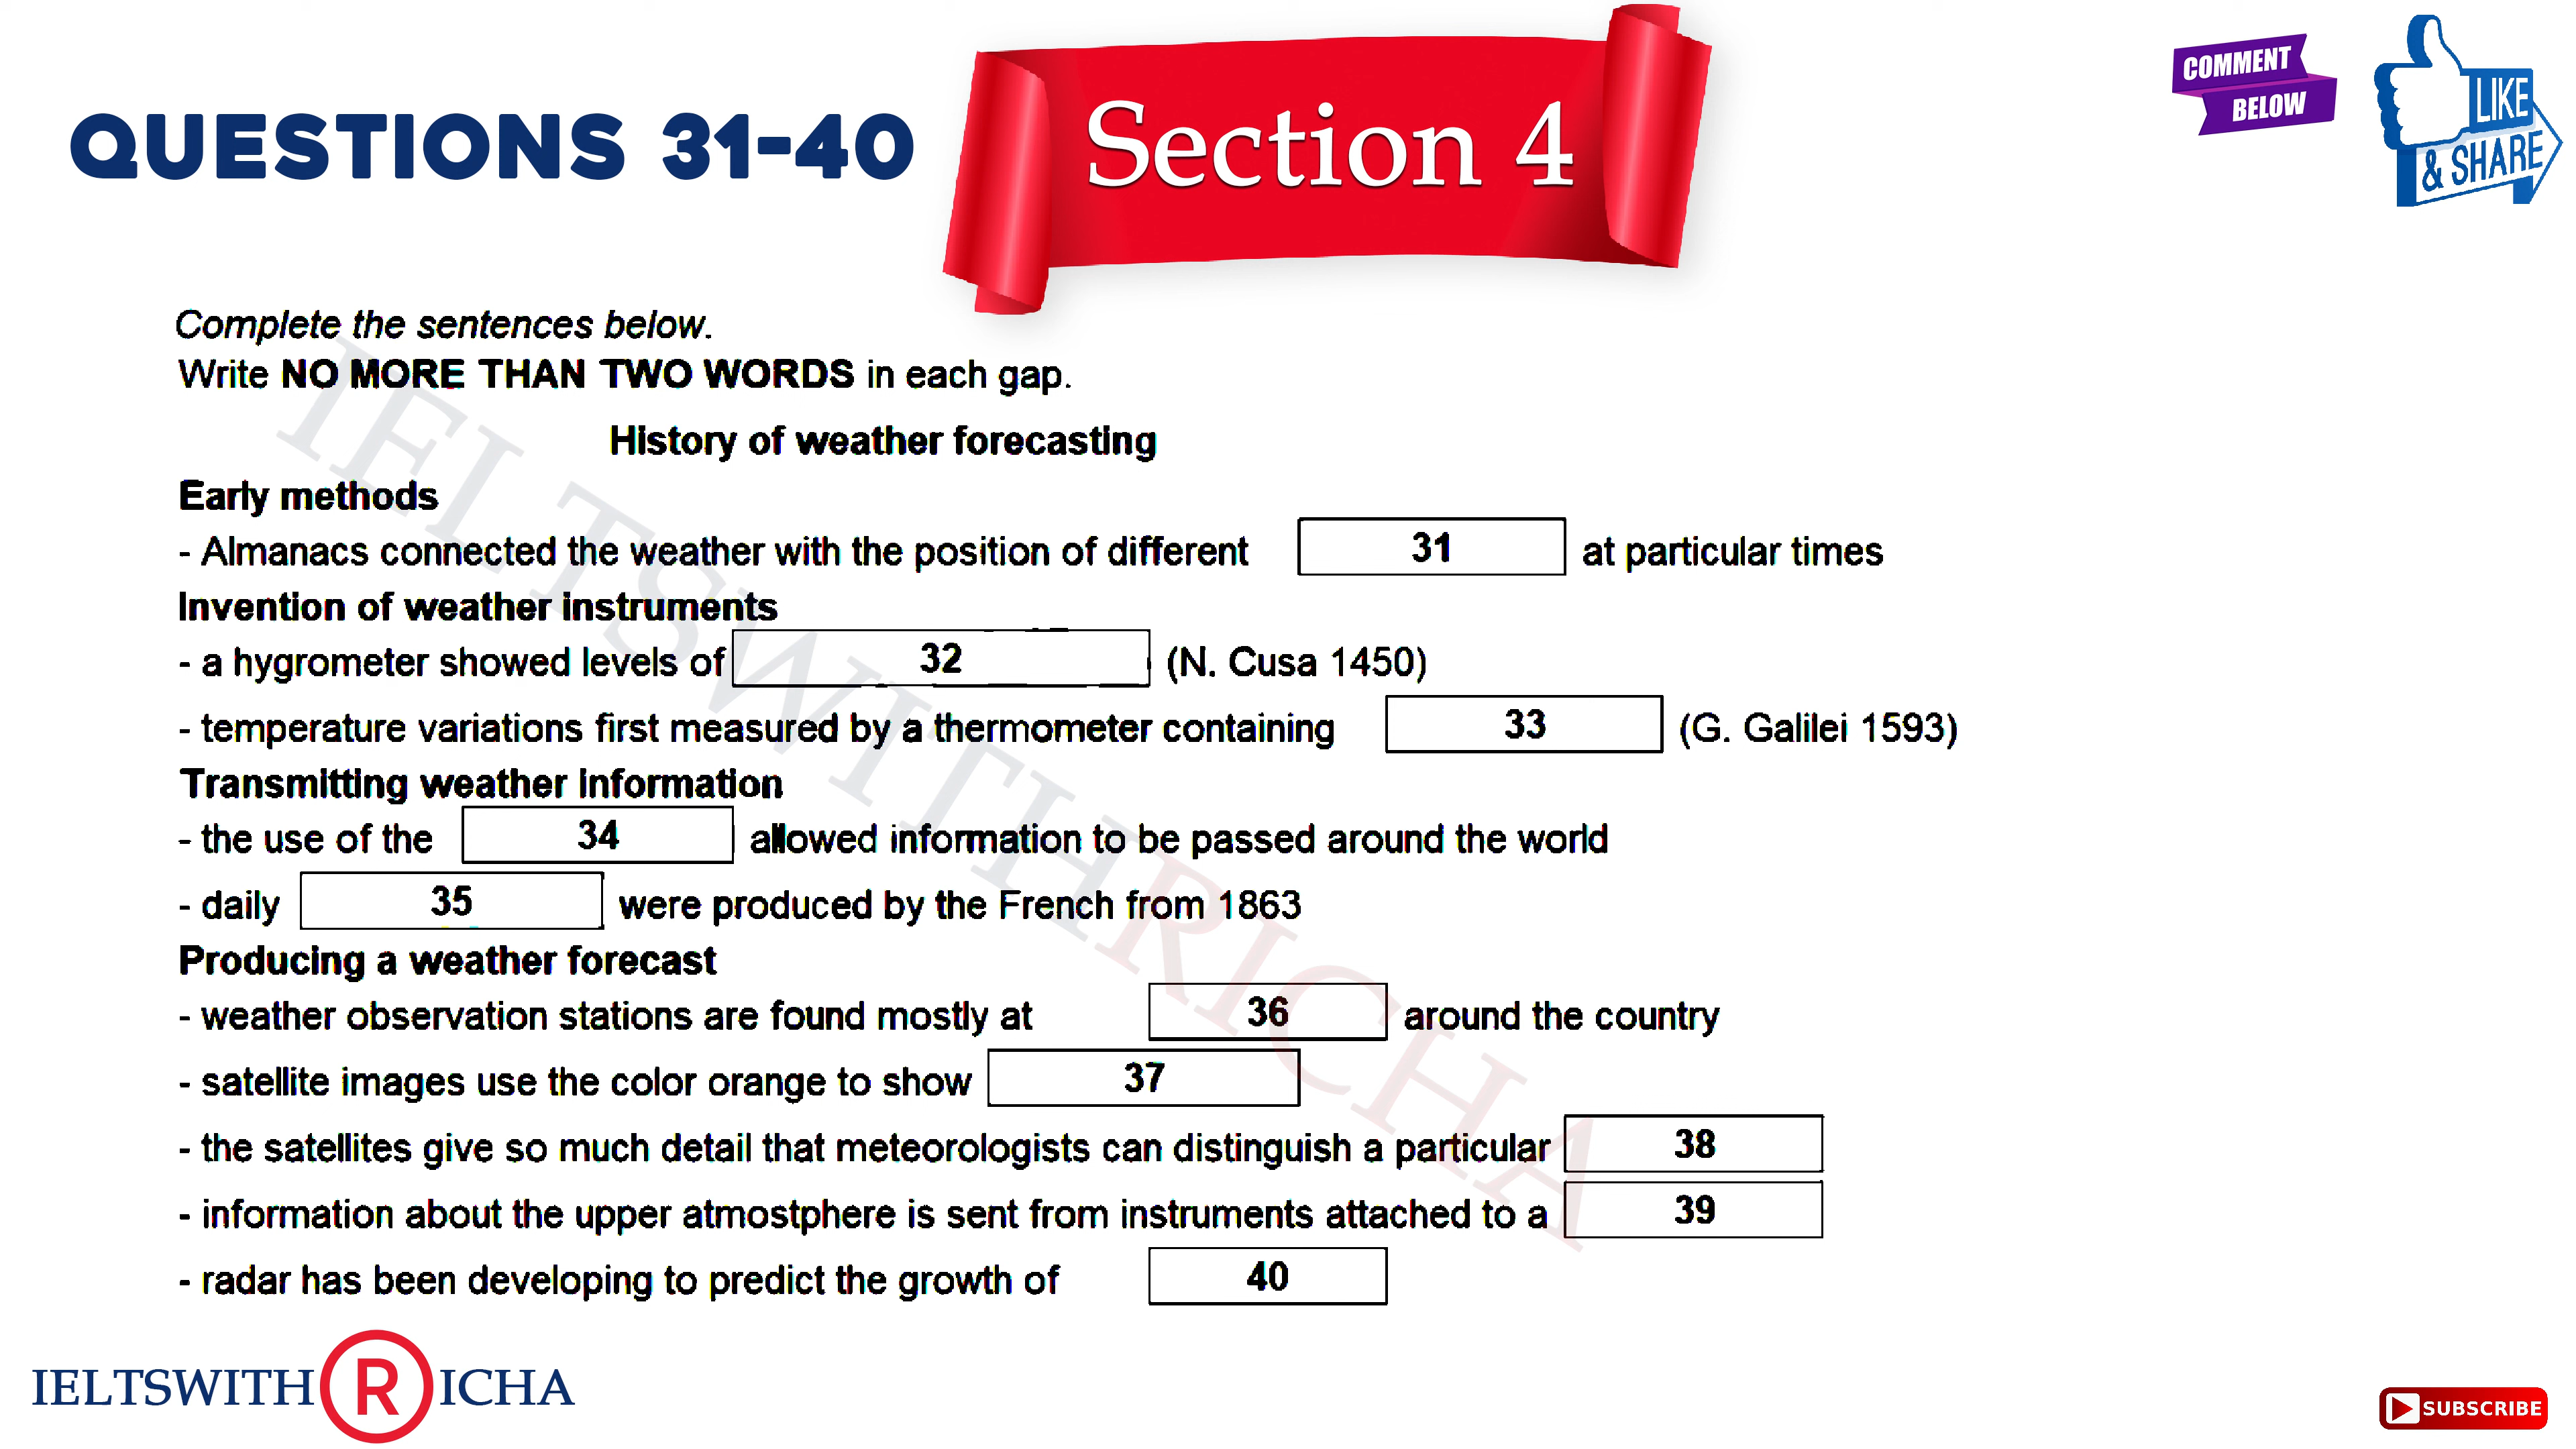 QUESTIONS 31-40
Section 4
COMMENT
BELOW
LIKE
& SHARE
Complete the sentences below.
Write NO MORE THAN TWO WORDS in each gap.
History of weather forecasting
Early methods
- Almanacs connected the weather with the position of different 31 at particular times
Invention of weather instruments
- a hygrometer showed levels of 32 (N. Cusa 1450)
- temperature variations first measured by a thermometer containing 33 (G. Galilei 1593)
Transmitting weather information
- the use of the 34 allowed information to be passed around the world
- daily 35 were produced by the French from 1863
Producing a weather forecast
- weather observation stations are found mostly at 36 around the country
- satellite images use the color orange to show 37
- the satellites give so much detail that meteorologists can distinguish a particular 38
- information about the upper atmostphere is sent from instruments attached to a 39
- radar has been developing to predict the growth of 40
IELTSWITHRICHA
IELTSWITH R ICHA
SUBSCRIBE